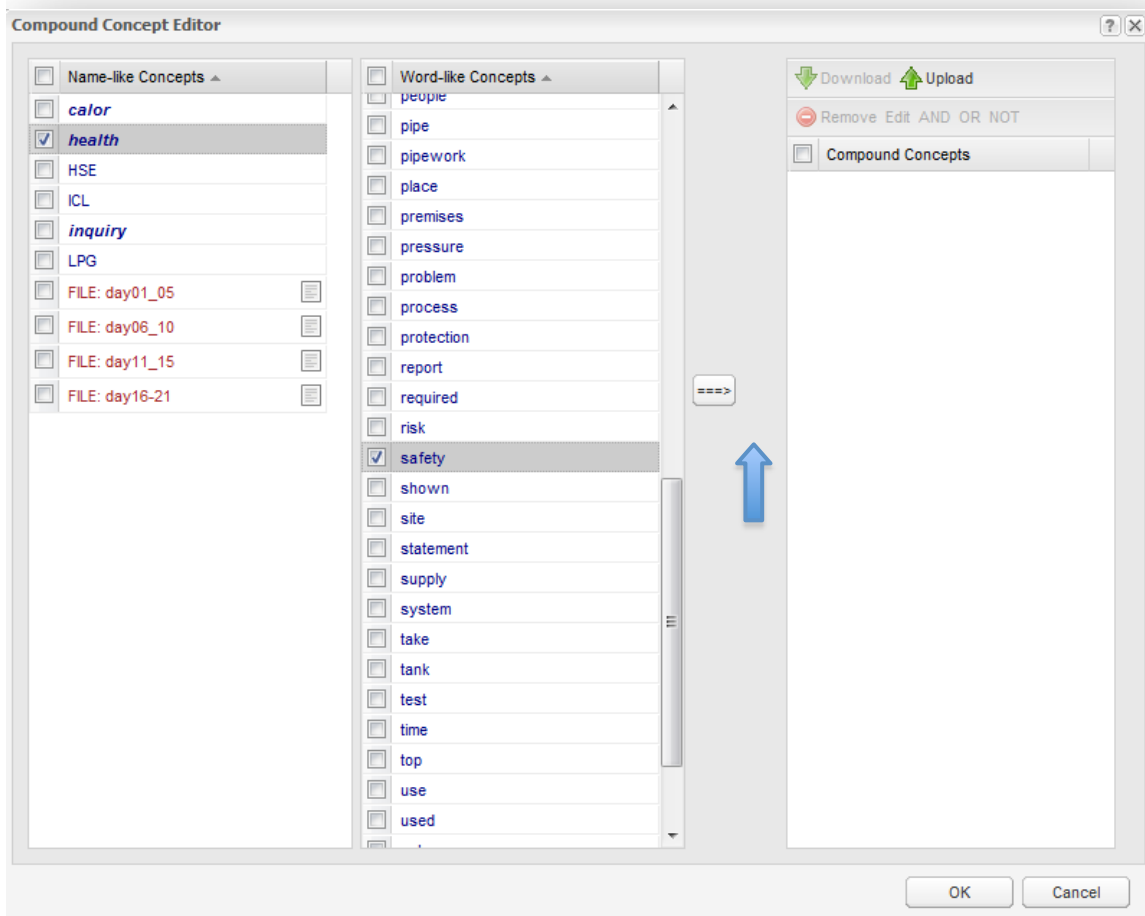 Compound Concept Editor
?
X
Name-like Concepts
calor
health
HSE
ICL
inquiry
LPG
FILE: day01_05
FILE: day06_10
FILE: day11_15
FILE: day16-21
Word-like Concepts
people
pipe
pipework
place
premises
pressure
problem
process
protection
report
required
risk
safety
shown
site
statement
supply
system
take
tank
test
time
top
use
used
===>
Download Upload
Remove Edit AND OR NOT
Compound Concepts
OK
Cancel